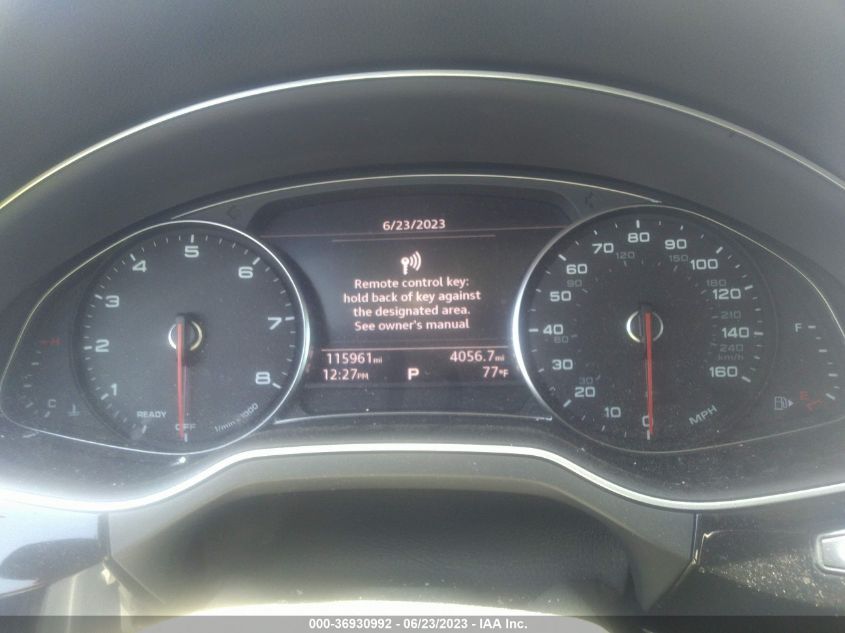 6/23/2023
Remote control key:
hold back of key against
the designated area.
See owner's manual
115961mi 4056.7mi
12:27PM P 77°F
1 2 3 4 5 6 7 8
READY OFF 1/min x 1000
H
C
0 10 20 30 40 50 60 70 80 90 100 120 140 160
30 60 90 120 150 180 210 240
km/h
MPH
F
E
000-36930992 - 06/23/2023 - IAA Inc.